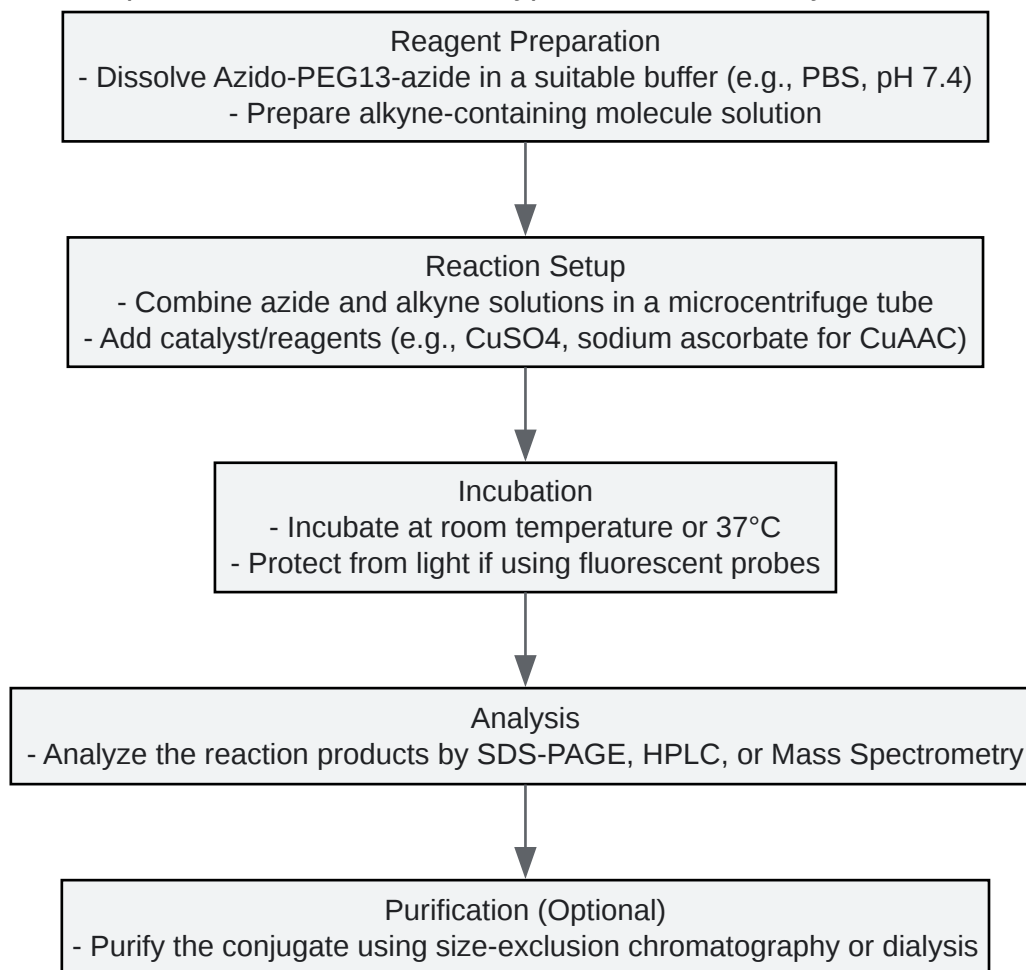 Reagent Preparation
- Dissolve Azido-PEG13-azide in a suitable buffer (e.g., PBS, pH 7.4)
- Prepare alkyne-containing molecule solution
Reaction Setup
- Combine azide and alkyne solutions in a microcentrifuge tube
- Add catalyst/reagents (e.g., CuSO4, sodium ascorbate for CuAAC)
Incubation
- Incubate at room temperature or 37°C
- Protect from light if using fluorescent probes
Analysis
- Analyze the reaction products by SDS-PAGE, HPLC, or Mass Spectrometry
Purification (Optional)
- Purify the conjugate using size-exclusion chromatography or dialysis